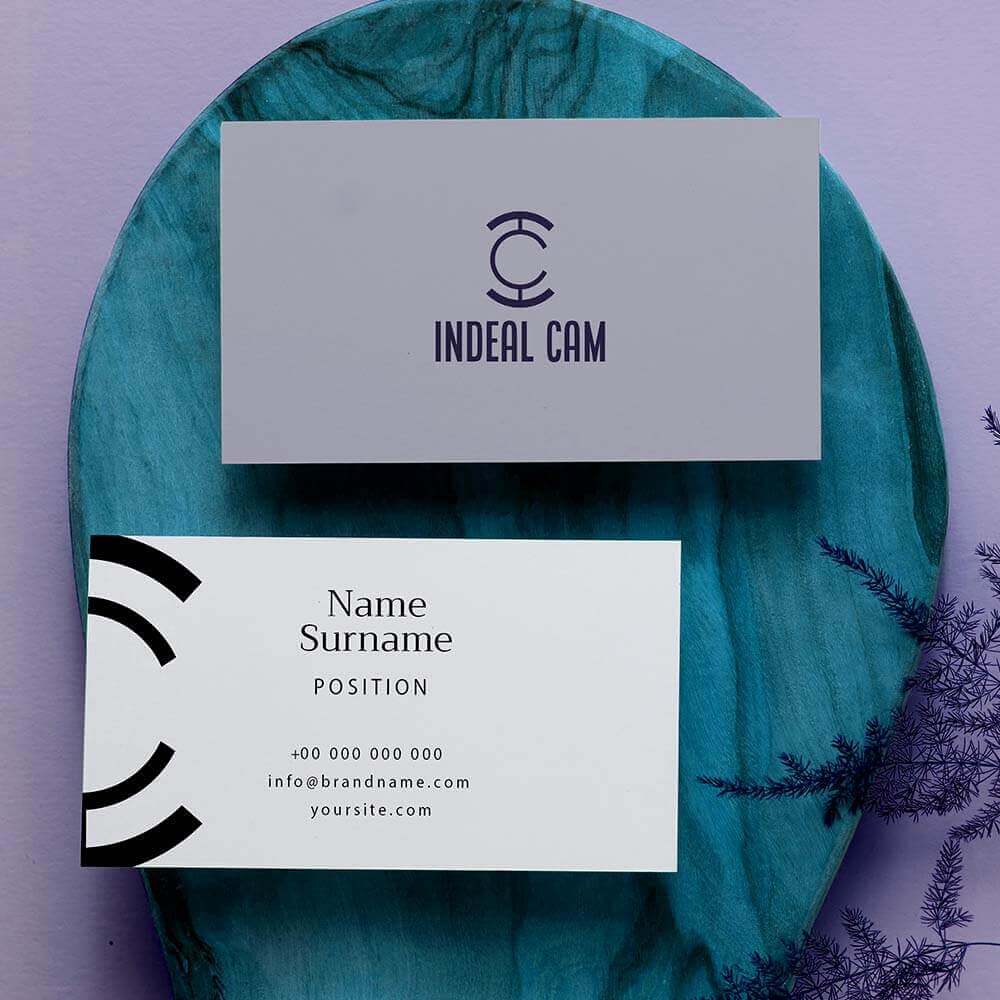 INDEAL CAM
Name
Surname
POSITION
+00 000 000 000
info@brandname.com
yoursite.com